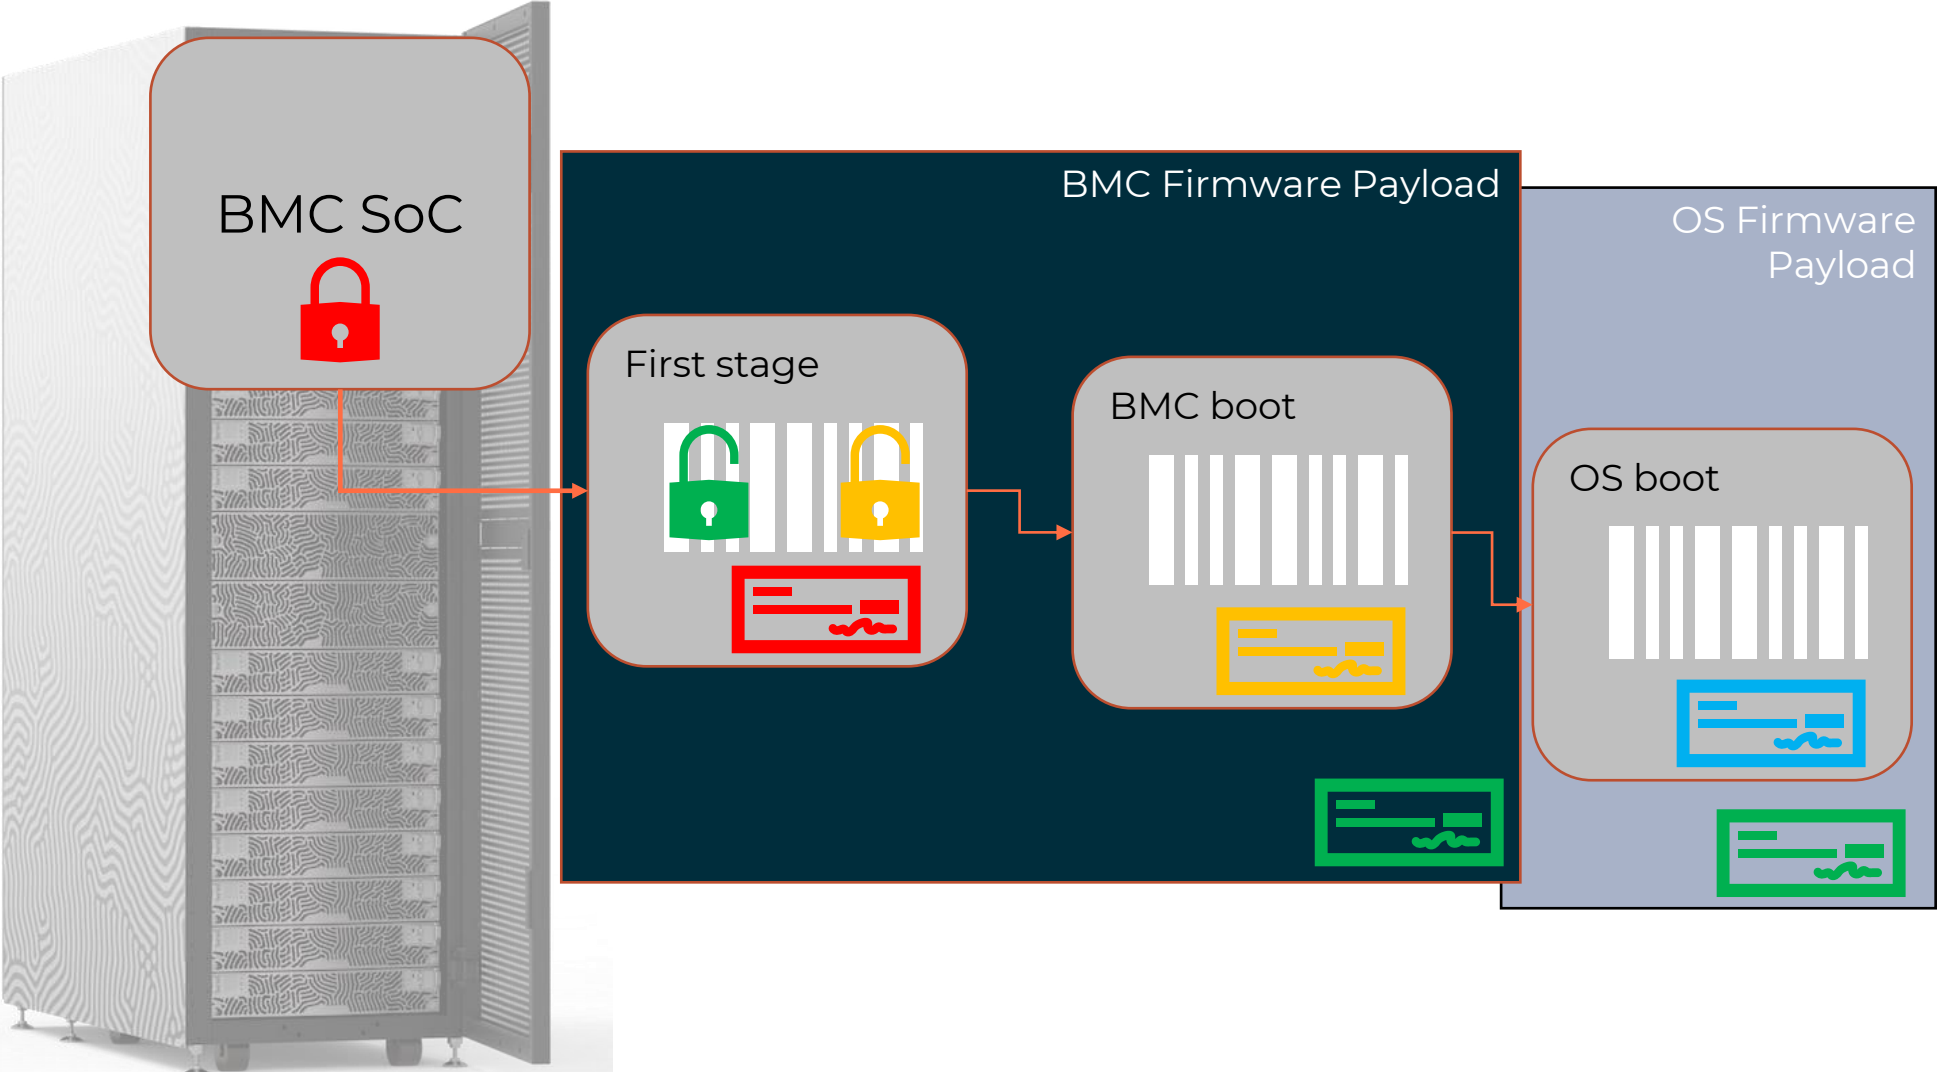 BMC SoC
BMC Firmware Payload
OS Firmware
Payload
First stage
BMC boot
OS boot